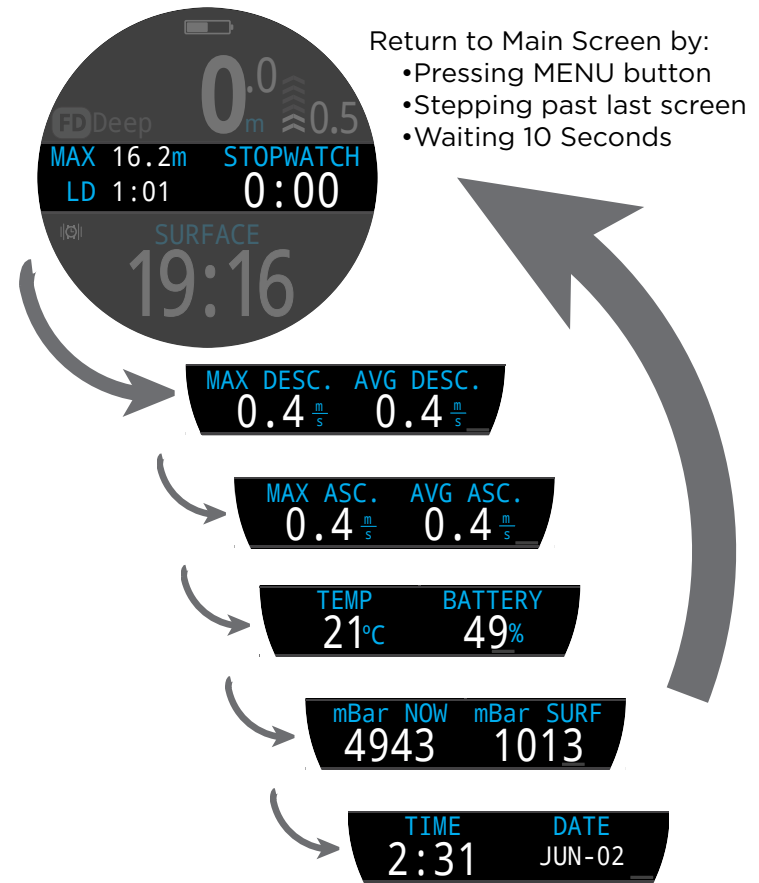 Return to Main Screen by:
•Pressing MENU button
•Stepping past last screen
•Waiting 10 Seconds
0.0m 0.5
FD Deep
MAX 16.2m STOPWATCH
LD 1:01 0:00
SURFACE
19:16
MAX DESC. AVG DESC.
0.4 m/s 0.4 m/s
MAX ASC. AVG ASC.
0.4 m/s 0.4 m/s
TEMP BATTERY
21ºC 49%
mBar NOW mBar SURF
4943 1013
TIME DATE
2:31 JUN-02